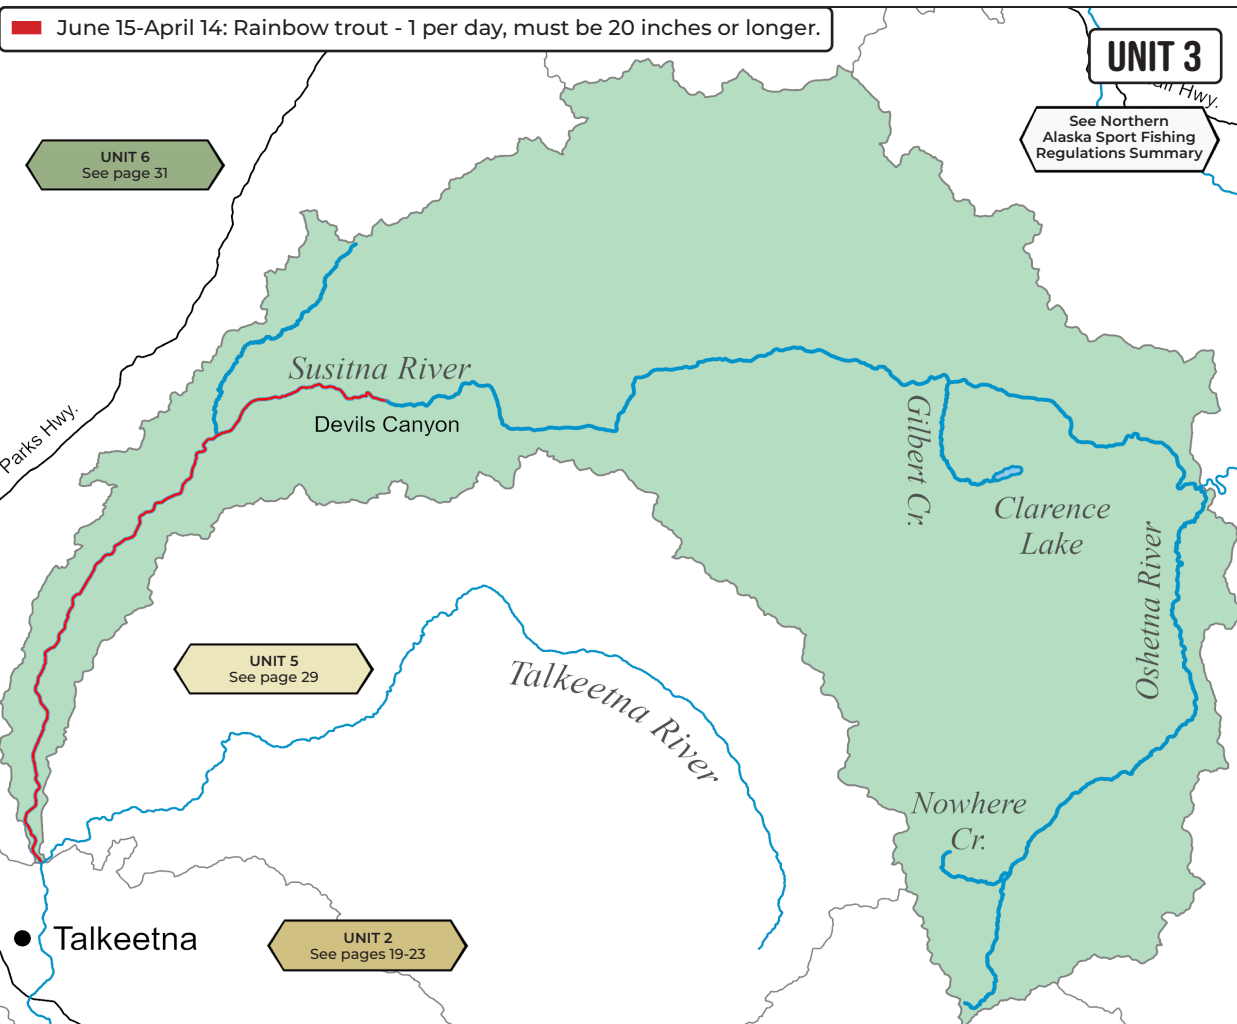 June 15-April 14: Rainbow trout - 1 per day, must be 20 inches or longer.
UNIT 3
Hwy.
See Northern
Alaska Sport Fishing
Regulations Summary
UNIT 6
See page 31
Parks Hwy.
Susitna River
Devils Canyon
Gilbert Cr.
Clarence
Lake
Oshetna River
UNIT 5
See page 29
Talkeetna River
Nowhere
Cr.
Talkeetna
UNIT 2
See pages 19-23